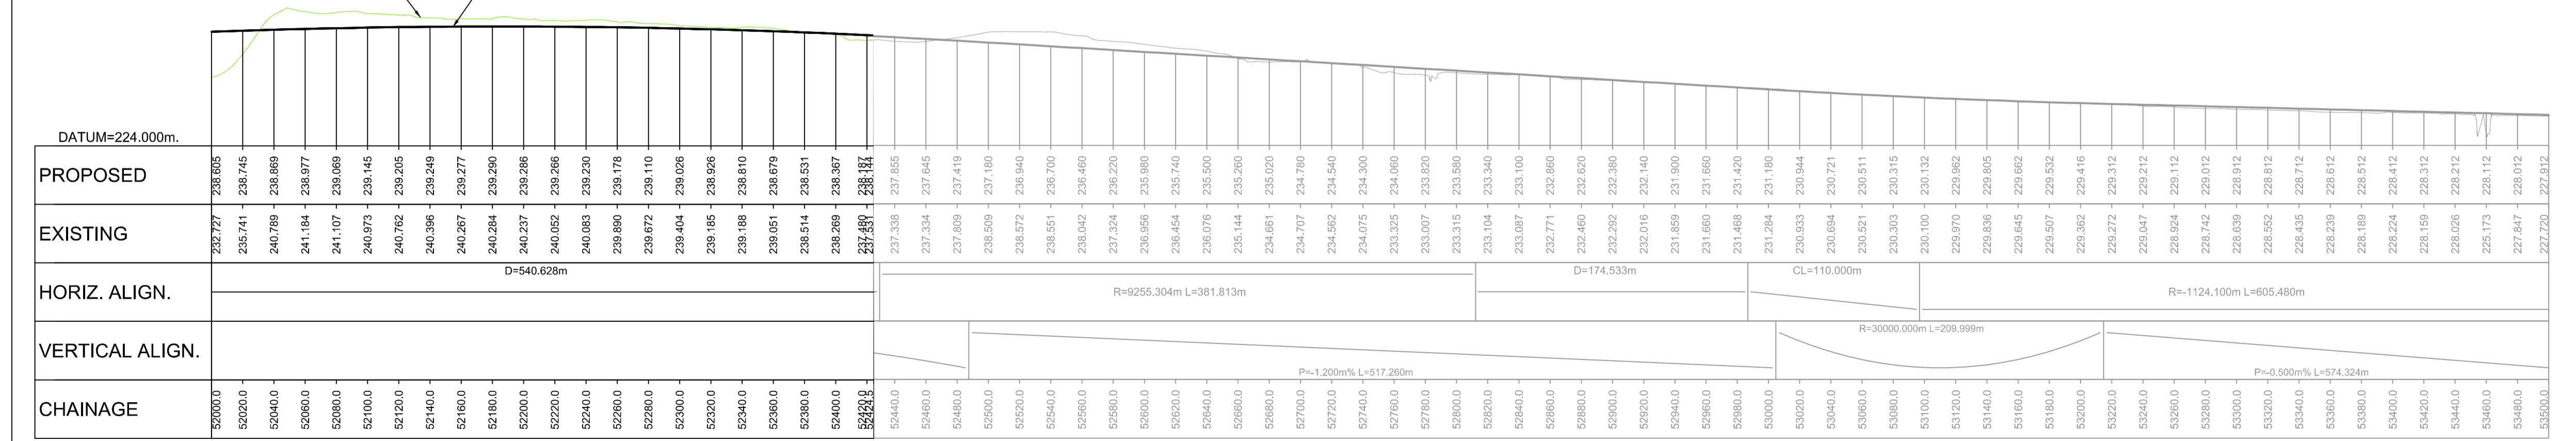 DATUM=224.000m.
PROPOSED
238.605 238.745 238.869 238.977 239.069 239.145 239.205 239.249 239.277 239.290 239.286 239.266 239.230 239.178 239.110 239.026 238.926 238.810 238.679 238.531 238.367 238.187 238.144 237.855 237.645 237.419 237.180 236.940 236.700 236.460 236.220 235.980 235.740 235.500 235.260 235.020 234.780 234.540 234.300 234.060 233.820 233.580 233.340 233.100 232.860 232.620 232.380 232.140 231.900 231.660 231.420 231.180 230.944 230.721 230.511 230.315 230.132 229.962 229.805 229.662 229.532 229.416 229.312 229.212 229.112 229.012 228.912 228.812 228.712 228.612 228.512 228.412 228.312 228.212 228.112 228.012 227.912
EXISTING
232.727 235.741 240.789 241.184 241.107 240.973 240.762 240.396 240.267 240.284 240.237 240.052 240.083 239.890 239.672 239.404 239.185 239.188 239.051 238.514 238.269 237.480 237.531 237.338 237.334 237.809 238.509 238.572 238.551 238.042 237.324 236.956 236.454 236.076 235.144 234.661 234.707 234.562 234.075 233.325 233.007 233.315 233.104 233.087 232.771 232.460 232.292 232.016 231.859 231.660 231.468 231.284 230.933 230.694 230.521 230.303 230.100 229.970 229.836 229.645 229.507 229.362 229.272 229.047 228.924 228.742 228.639 228.552 228.435 228.239 228.189 228.224 228.159 228.026 225.173 227.847 227.720
HORIZ. ALIGN.
D=540.628m
R=9255.304m L=381.813m
D=174.533m
CL=110.000m
R=-1124.100m L=605.480m
VERTICAL ALIGN.
P=-1.200m% L=517.260m
R=30000.000m L=209.999m
P=-0.500m% L=574.324m
CHAINAGE
52000.0 52020.0 52040.0 52060.0 52080.0 52100.0 52120.0 52140.0 52160.0 52180.0 52200.0 52220.0 52240.0 52260.0 52280.0 52300.0 52320.0 52340.0 52360.0 52380.0 52400.0 52420.0 52424.5 52440.0 52460.0 52480.0 52500.0 52520.0 52540.0 52560.0 52580.0 52600.0 52620.0 52640.0 52660.0 52680.0 52700.0 52720.0 52740.0 52760.0 52780.0 52800.0 52820.0 52840.0 52860.0 52880.0 52900.0 52920.0 52940.0 52960.0 52980.0 53000.0 53020.0 53040.0 53060.0 53080.0 53100.0 53120.0 53140.0 53160.0 53180.0 53200.0 53220.0 53240.0 53260.0 53280.0 53300.0 53320.0 53340.0 53360.0 53380.0 53400.0 53420.0 53440.0 53460.0 53480.0 53500.0